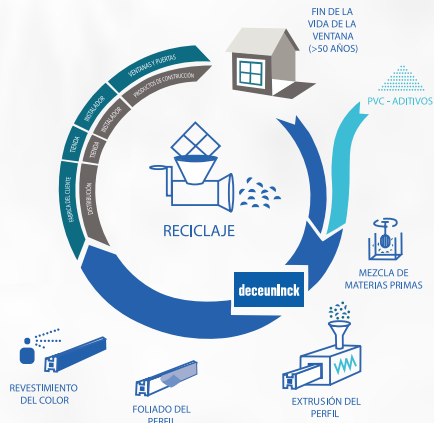 FIN DE LA
VIDA DE LA
VENTANA
(>50 AÑOS)
VENTANAS Y PUERTAS
PRODUCTOS DE CONSTRUCCIÓN
INSTALADOR
INSTALADOR
TIENDA
TIENDA
FABRICA DEL CLIENTE
DISTRIBUCIÓN
PVC - ADITIVOS
RECICLAJE
deceuninck
MEZCLA DE
MATERIAS PRIMAS
REVESTIMIENTO
DEL COLOR
FOLIADO DEL
PERFIL
EXTRUSIÓN DEL
PERFIL